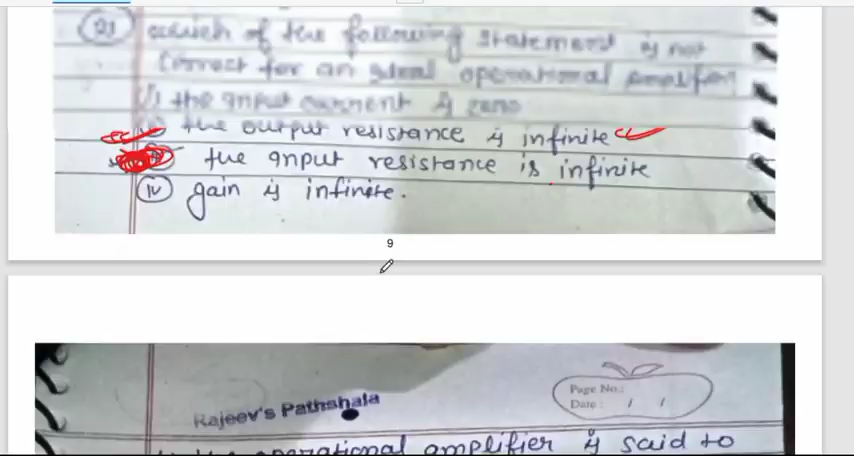 (21) which of the following statement is not
correct for an ideal operational amplifier
(i) the input current is zero
the output resistance is infinite
the input resistance is infinite
(iv) gain is infinite.
9
Rajeev's Pathshala
Page No.:
Date : / /
operational amplifier is said to